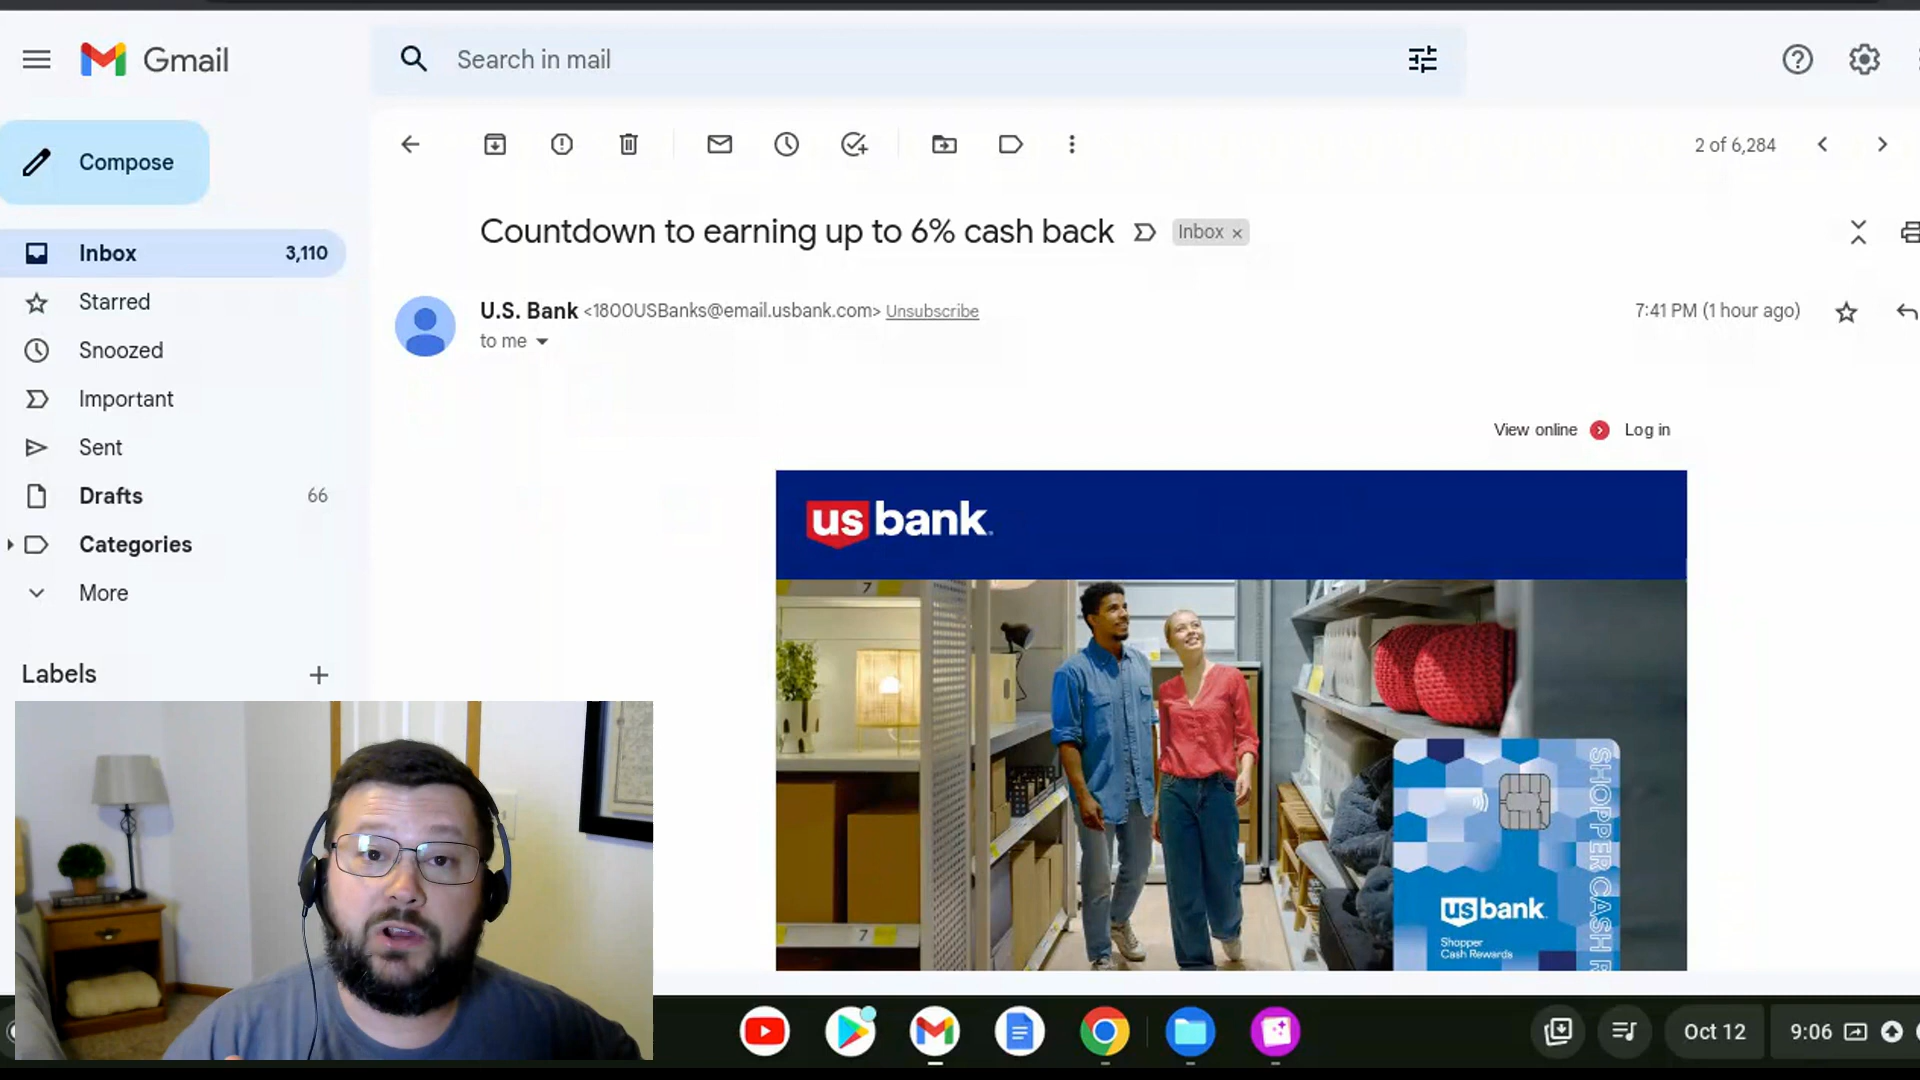 Gmail
Search in mail
Compose
2 of 6,284
Countdown to earning up to 6% cash back
Inbox ×
Inbox 3,110
U.S. Bank <1800USBanks@email.usbank.com> Unsubscribe
7:41 PM (1 hour ago)
to me
Starred
Snoozed
Important
Sent
Drafts 66
Categories
More
Labels
View online
Log in
us bank
7
7
SHOPPER CASH R
us bank
Shopper
Cash Rewards
Oct 12
9:06